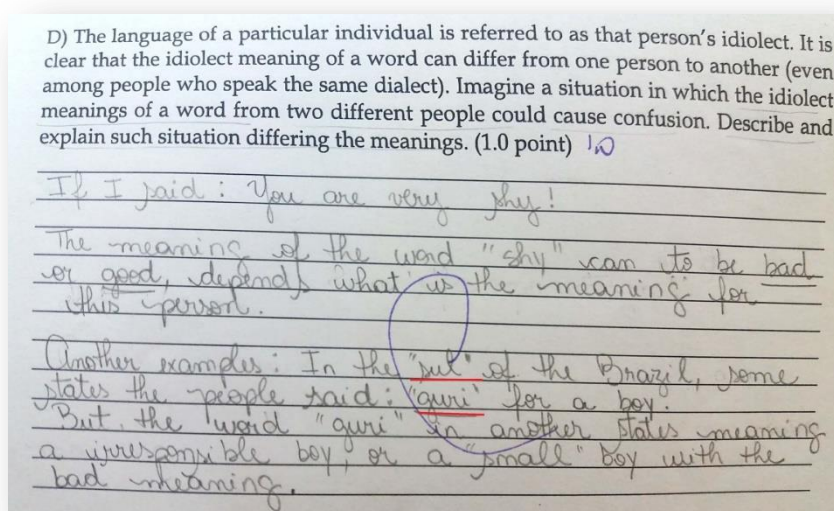 D) The language of a particular individual is referred to as that person's idiolect. It is
clear that the idiolect meaning of a word can differ from one person to another (even
among people who speak the same dialect). Imagine a situation in which the idiolect
meanings of a word from two different people could cause confusion. Describe and
explain such situation differing the meanings. (1.0 point) 1,0
If I said: You are very shy!
The meaning of the word "shy" can to be bad
or good, depends what is the meaning for
this person.
Another examples: In the "sul" of the Brazil, some
states the people said: "guri" for a boy.
But, the word "guri" in another states meaning
a irresponsible boy, or a "small" boy with the
bad meaning.